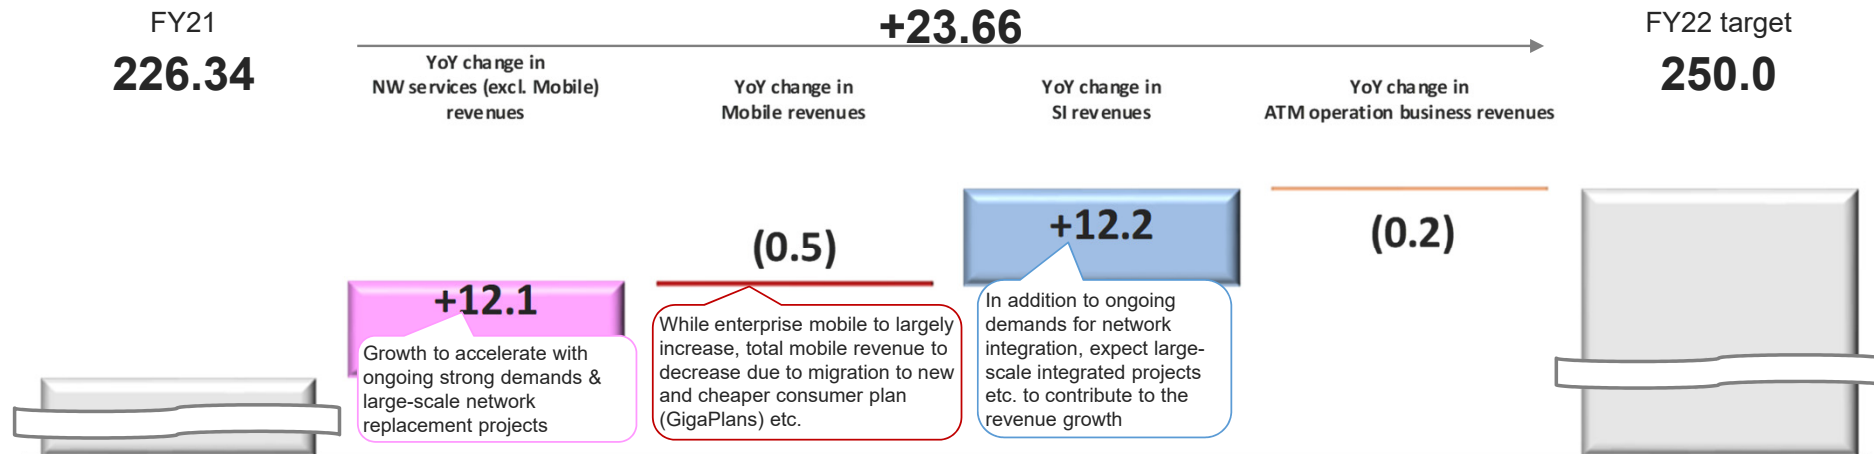 FY21
226.34
+23.66
FY22 target
250.0
YoY change in
NW services (excl. Mobile)
revenues
YoY change in
Mobile revenues
YoY change in
SI revenues
YoY change in
ATM operation business revenues
+12.1
Growth to accelerate with
ongoing strong demands &
large-scale network
replacement projects
(0.5)
While enterprise mobile to largely
increase, total mobile revenue to
decrease due to migration to new
and cheaper consumer plan
(GigaPlans) etc.
+12.2
In addition to ongoing
demands for network
integration, expect large-
scale integrated projects
etc. to contribute to the
revenue growth
(0.2)